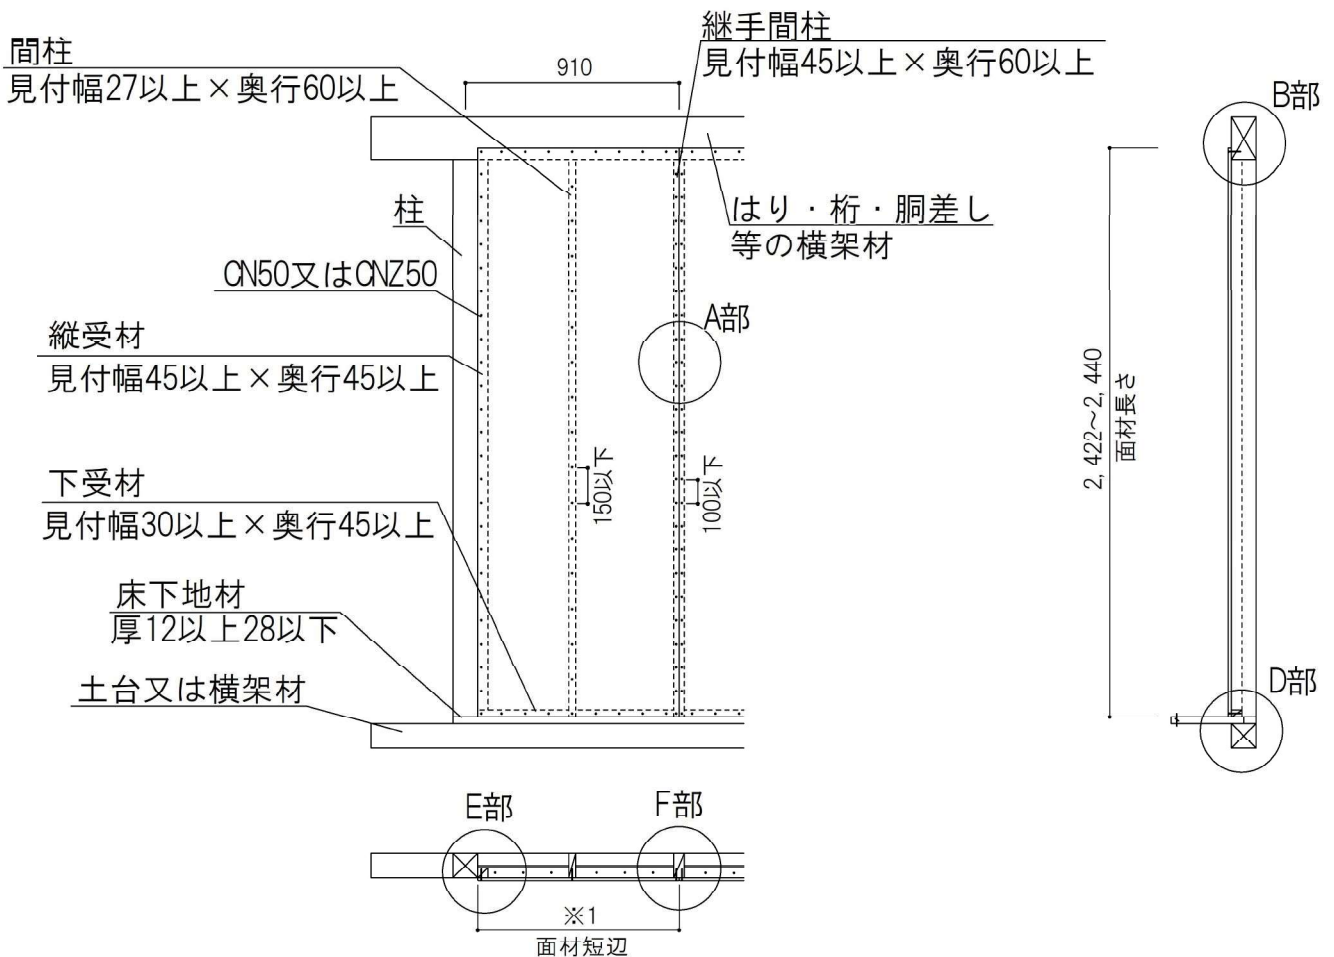 間柱
見付幅27以上×奥行60以上
910
継手間柱
見付幅45以上×奥行60以上
B部
柱
はり・桁・胴差し
等の横架材
CN50又はCNZ50
A部
縦受材
見付幅45以上×奥行45以上
2,422〜2,440
面材長さ
下受材
見付幅30以上×奥行45以上
150以下
100以下
床下地材
厚12以上28以下
土台又は横架材
D部
E部
F部
※1
面材短辺